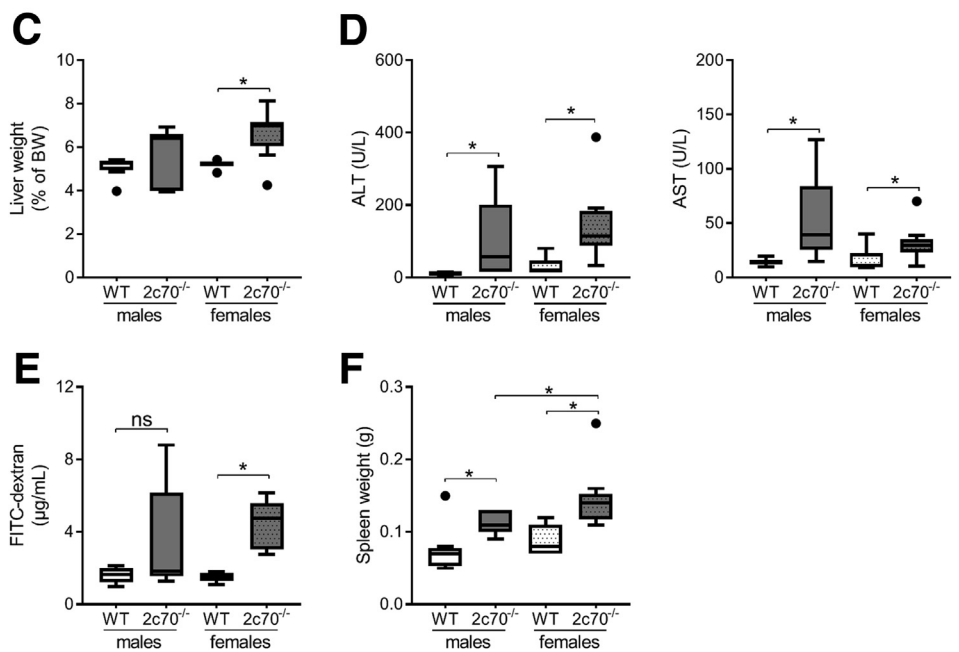 C
Liver weight
(% of BW)
10
8
6
4
2
0
*
WT 2c70-/- WT 2c70-/-
males females
D
ALT (U/L)
600
400
200
0
*
*
WT 2c70-/- WT 2c70-/-
males females
AST (U/L)
200
150
100
50
0
*
*
WT 2c70-/- WT 2c70-/-
males females
E
FITC-dextran
(µg/mL)
12
8
4
0
ns
*
WT 2c70-/- WT 2c70-/-
males females
F
Spleen weight (g)
0.3
0.2
0.1
0.0
*
*
*
WT 2c70-/- WT 2c70-/-
males females